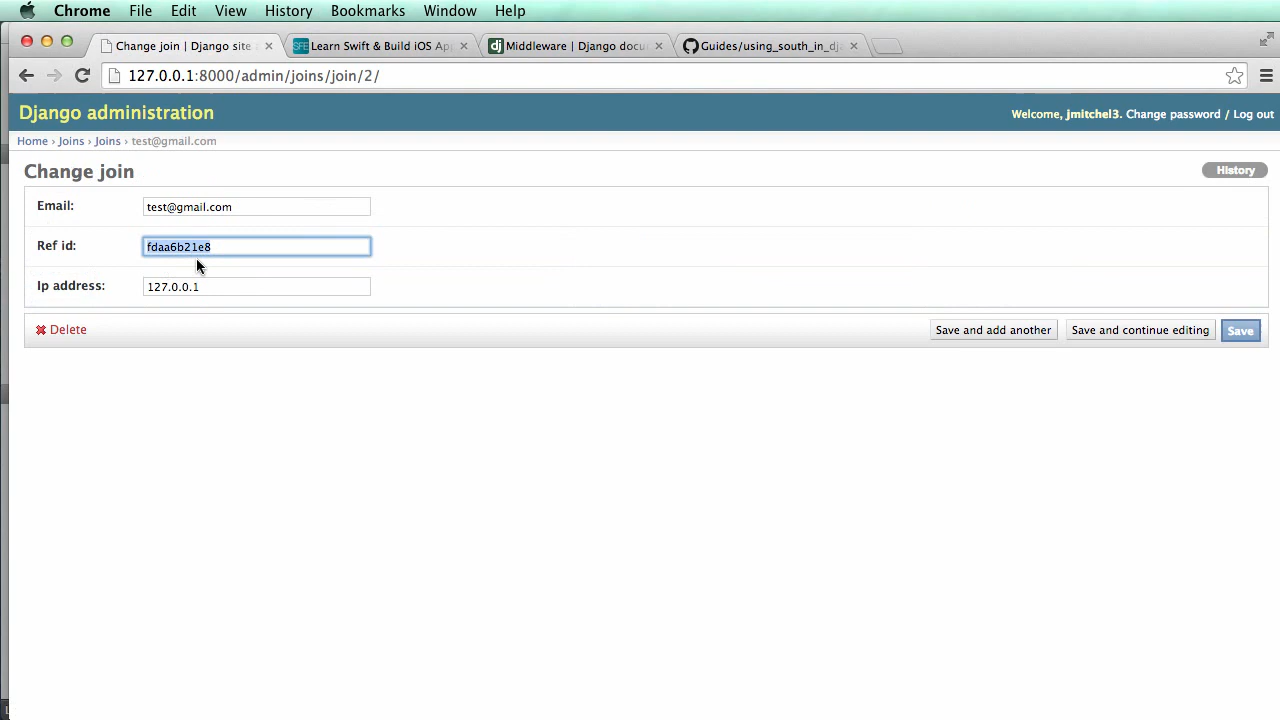 Chrome File Edit View History Bookmarks Window Help
Change join | Django site a
Learn Swift & Build iOS Ap
Middleware | Django docu
Guides/using_south_in_dj
127.0.0.1:8000/admin/joins/join/2/
Django administration
Welcome, jmitchel3. Change password / Log out
Home › Joins › Joins › test@gmail.com
Change join
History
Email: test@gmail.com
Ref id: fdaa6b21e8
Ip address: 127.0.0.1
Delete
Save and add another
Save and continue editing
Save